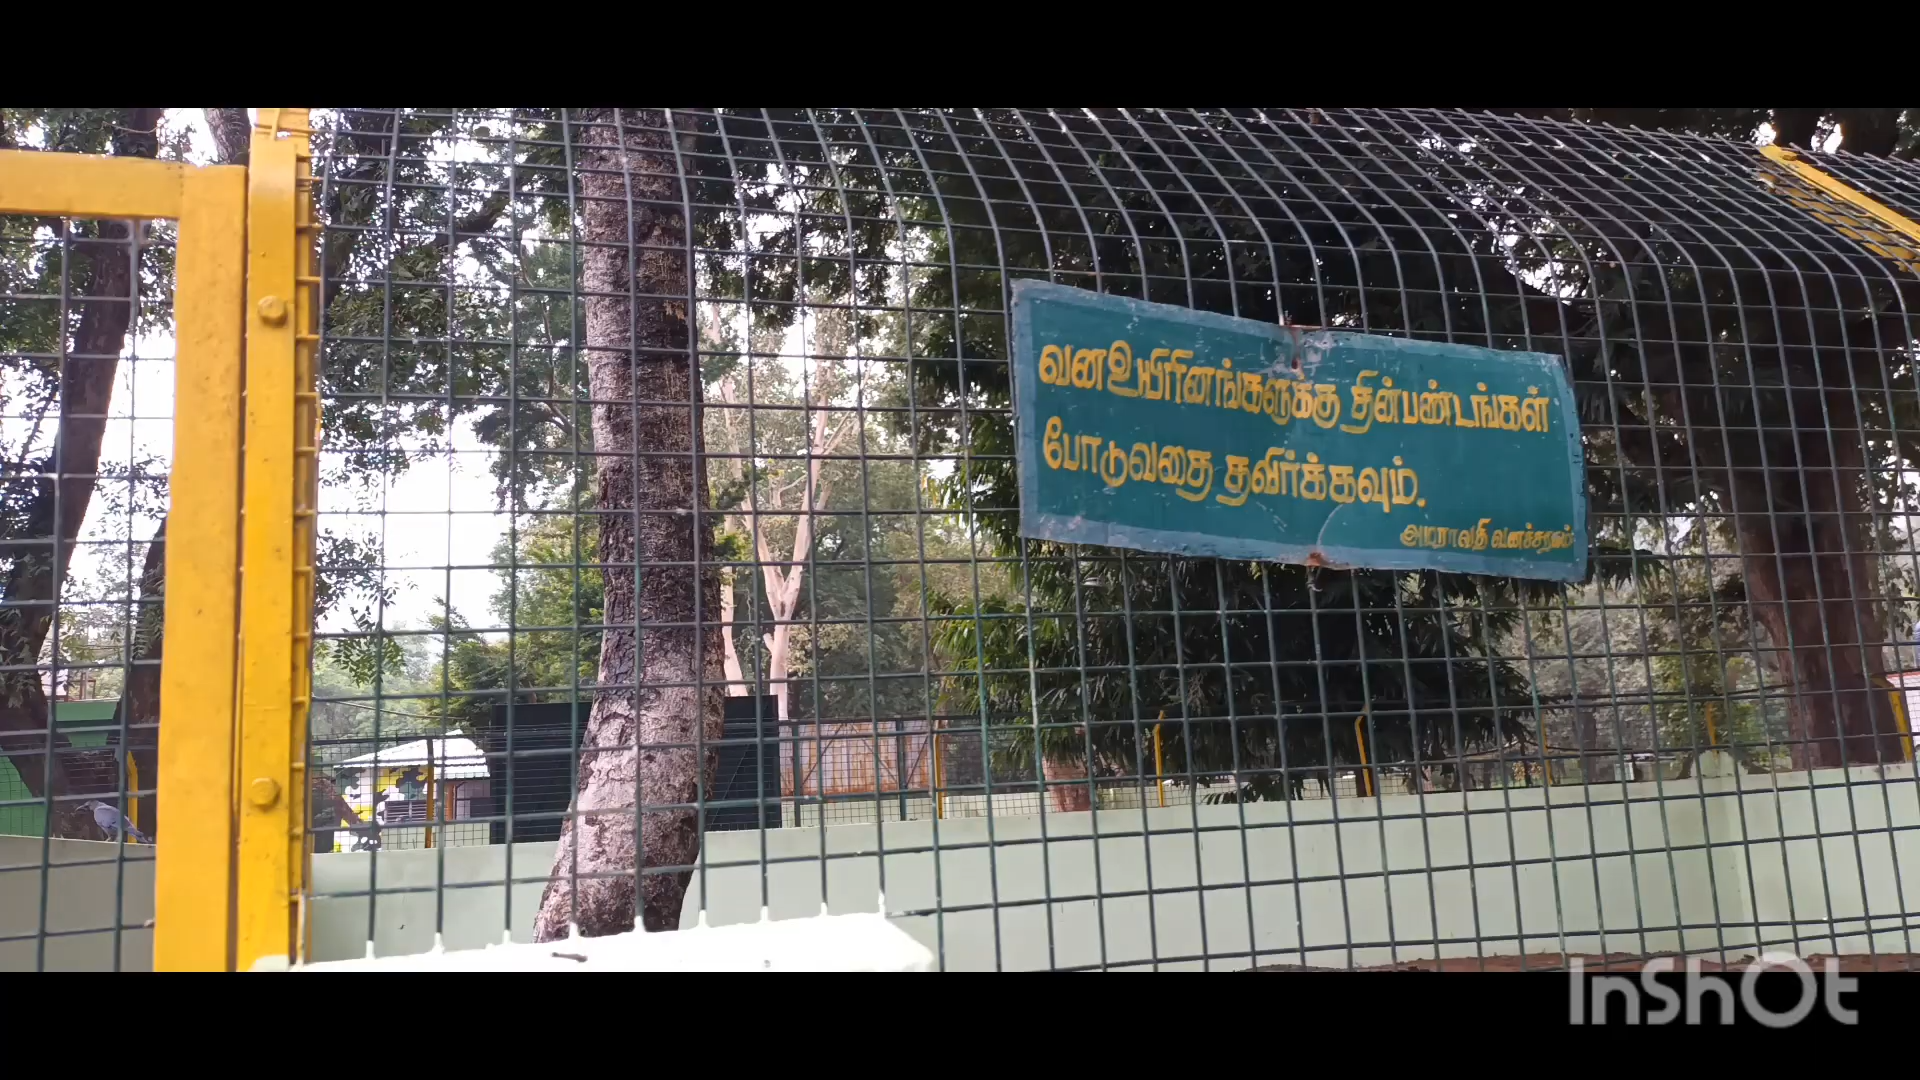 வனஉயிரினங்களுக்கு தின்பண்டங்கள்
போடுவதை தவிர்க்கவும்.
அமராவதி வனச்சரகம்
InShOt